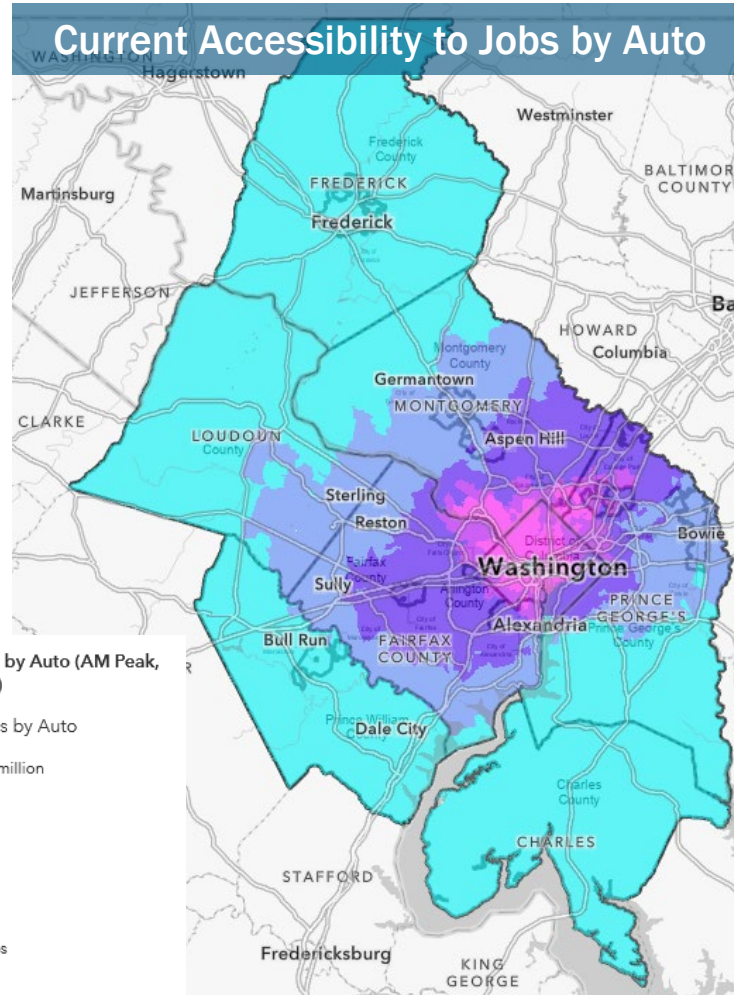 Current Accessibility to Jobs by Auto
WASHINGTON
Hagerstown
Westminster
Frederick
County
BALTIMOR
COUNTY
FREDERICK
Martinsburg
Frederick
JEFFERSON
Ba
HOWARD
Columbia
Montgomery
County
Germantown
MONTGOMERY
CLARKE
LOUDOUN
County
Aspen Hill
Sterling
Reston
Bowie
District of
Columbia
Washington
Fairfax
County
Sully
Arlington
County
PRINCE
GEORGE'S
Alexandria
Prince George's
County
Bull Run
FAIRFAX
COUNTY
by Auto (AM Peak,
)
s by Auto
million
s
R
Prince William
County
Dale City
Charles
County
CHARLES
STAFFORD
Fredericksburg
KING
GEORGE